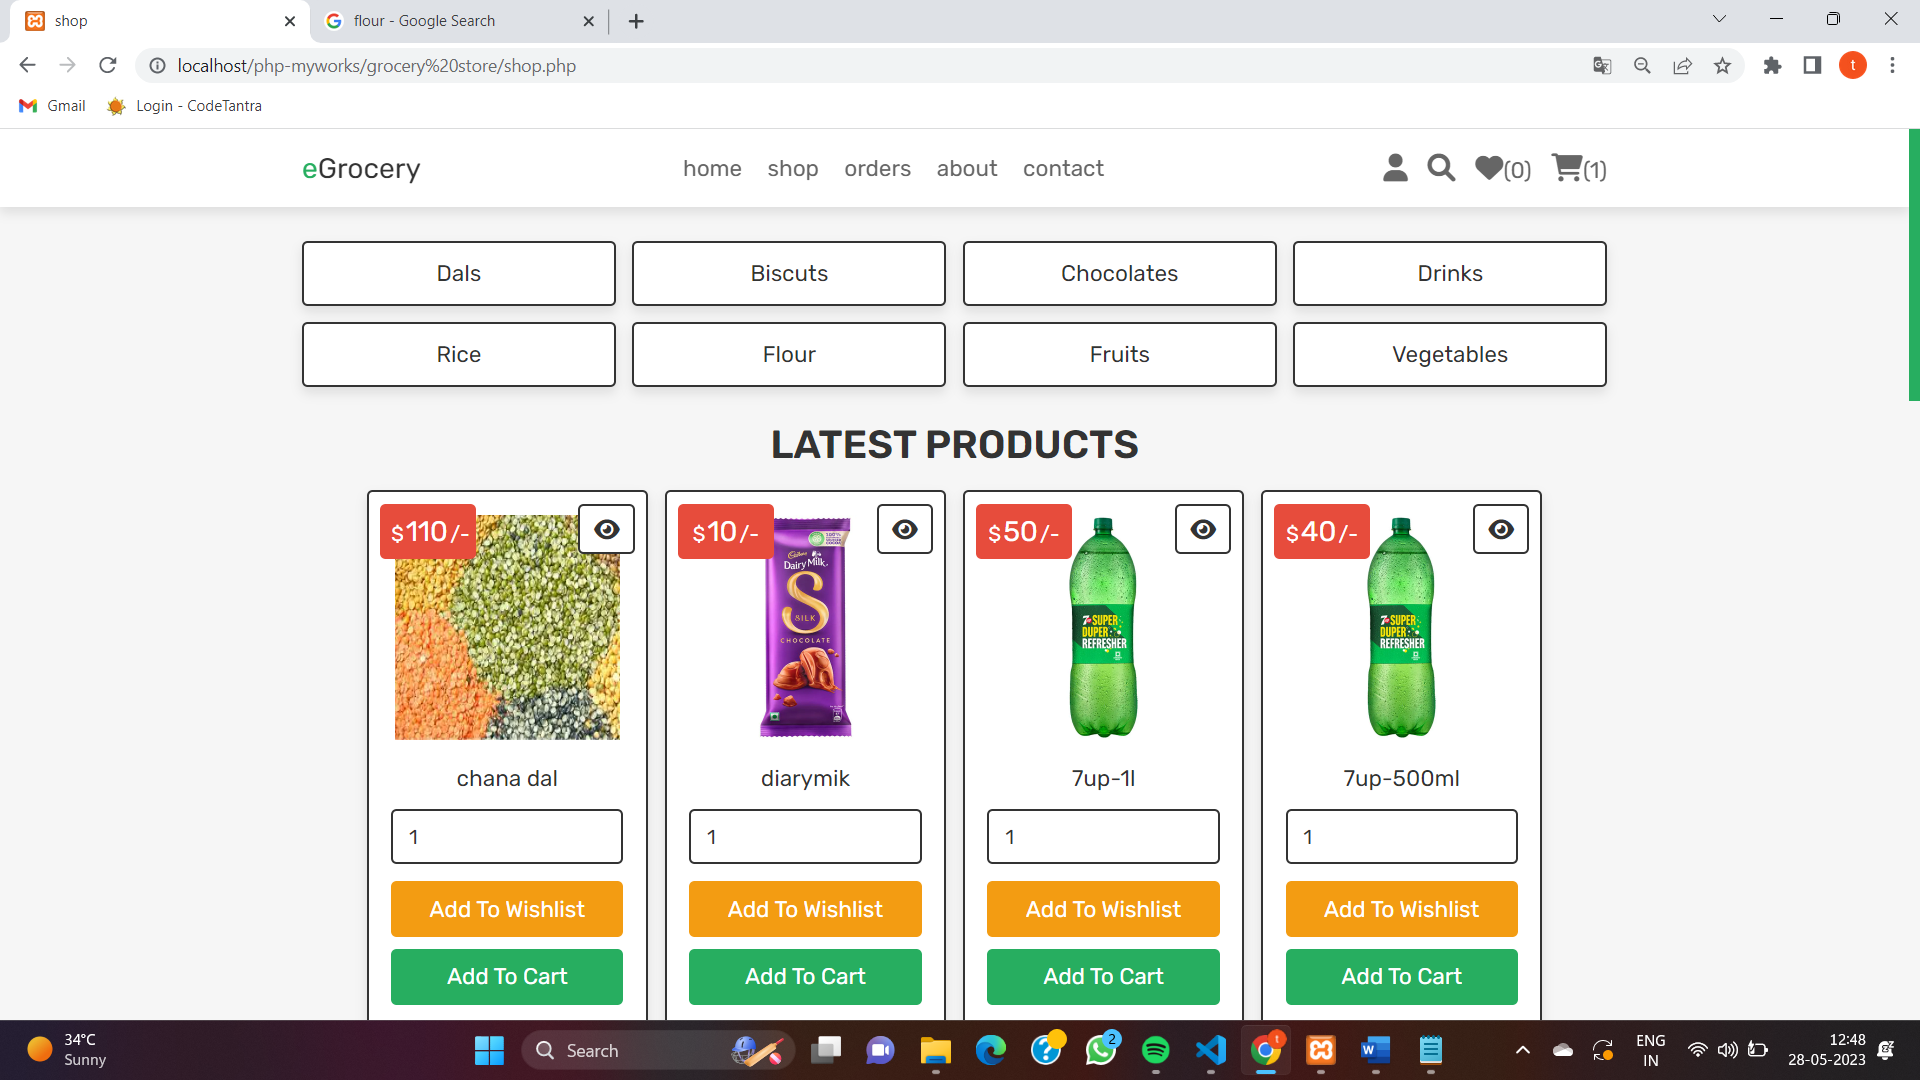 shop
flour - Google Search
localhost/php-myworks/grocery%20store/shop.php
t
Gmail
Login - CodeTantra
eGrocery
home shop orders about contact
(0)
(1)
Dals
Biscuts
Chocolates
Drinks
Rice
Flour
Fruits
Vegetables
LATEST PRODUCTS
$110/-
$10/-
$50/-
$40/-
Cadbury
Dairy Milk
S
SILK
CHOCOLATE
7 SUPER
DUPER
REFRESHER
7 SUPER
DUPER
REFRESHER
chana dal
diarymik
7up-1l
7up-500ml
1
1
1
1
Add To Wishlist
Add To Wishlist
Add To Wishlist
Add To Wishlist
Add To Cart
Add To Cart
Add To Cart
Add To Cart
34°C
Sunny
Search
2
t
W
ENG
IN
12:48
28-05-2023